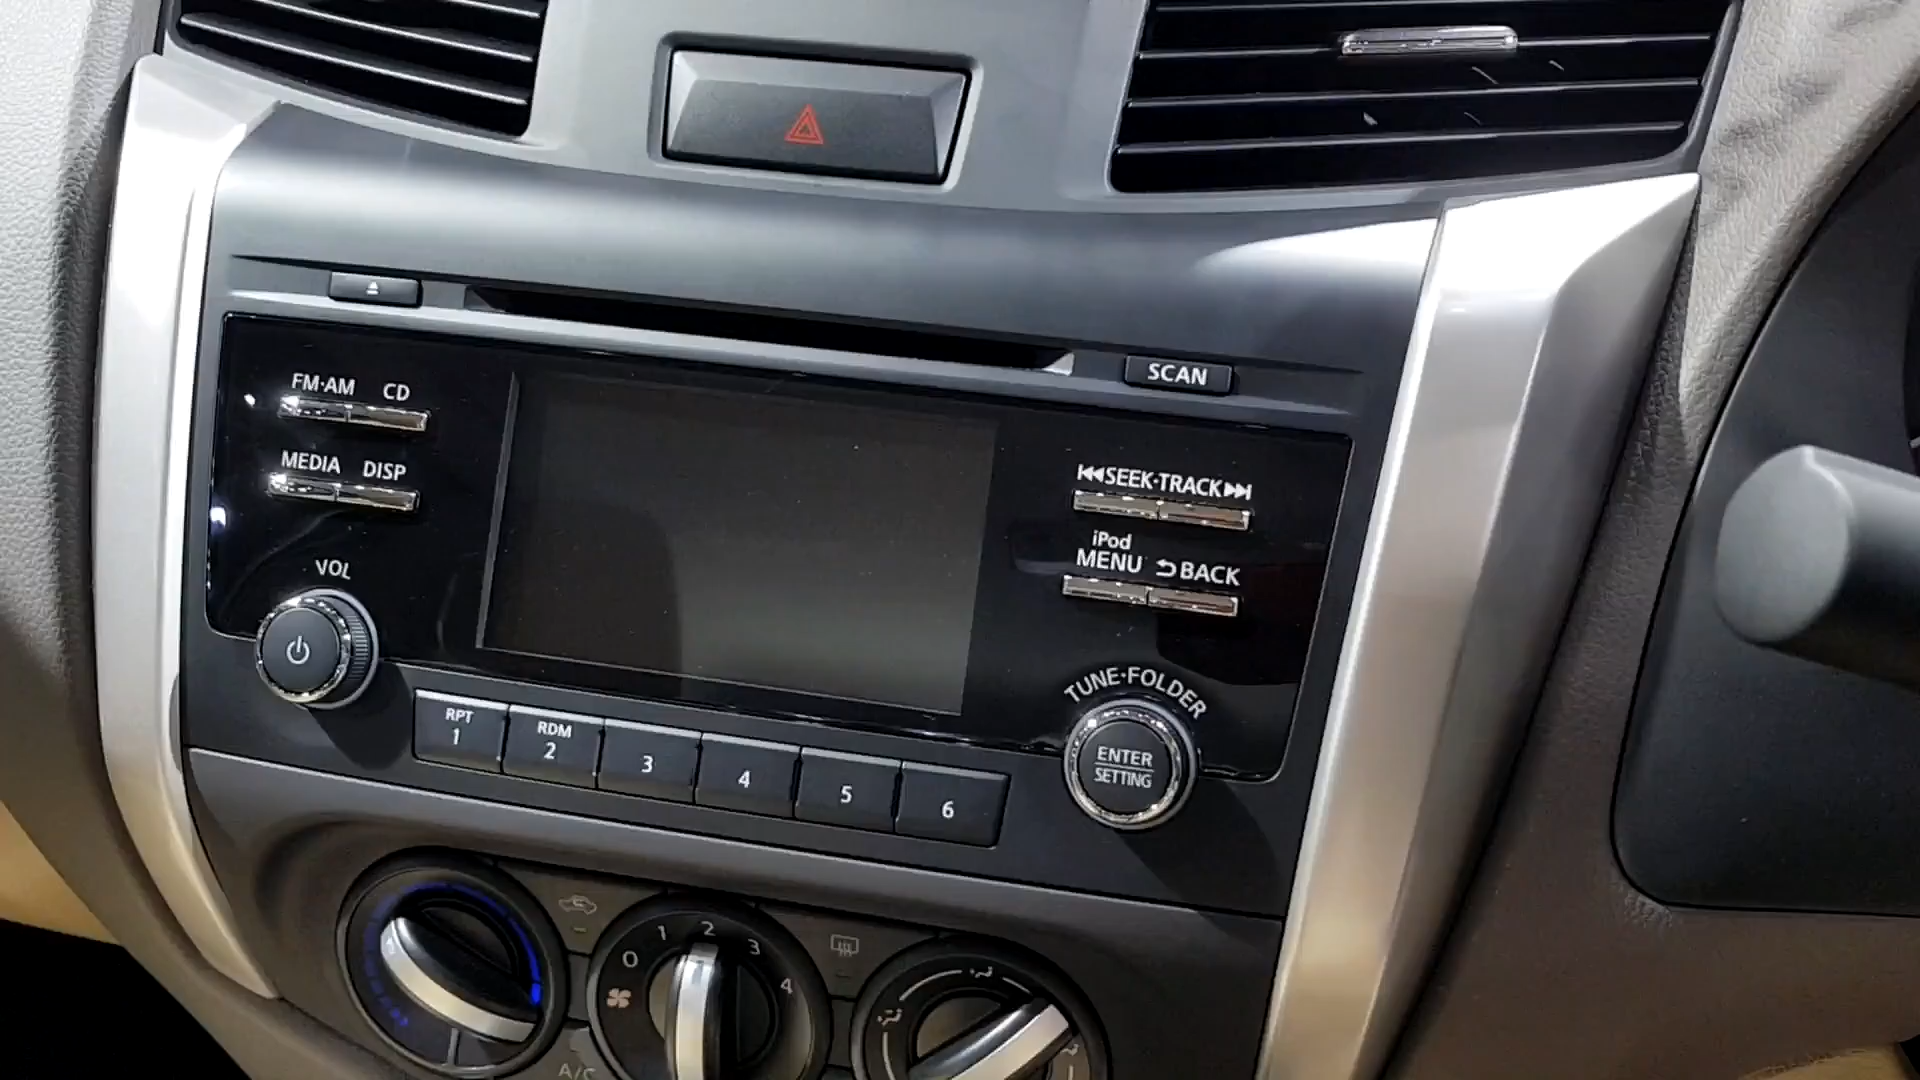 SCAN
FM·AM CD
MEDIA DISP
VOL
⏮SEEK·TRACK⏭
iPod
MENU ⮌BACK
TUNE·FOLDER
ENTER
SETTING
RPT
1
RDM
2
3
4
5
6
0 1 2 3 4
A/C